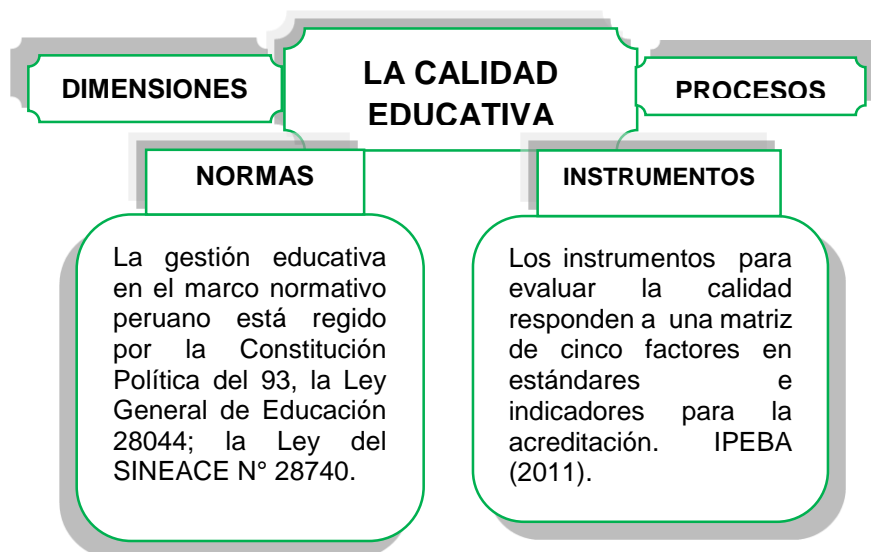 DIMENSIONES
LA CALIDAD
EDUCATIVA
PROCESOS
NORMAS
La gestión educativa
en el marco normativo
peruano está regido
por la Constitución
Política del 93, la Ley
General de Educación
28044; la Ley del
SINEACE N° 28740.
INSTRUMENTOS
Los instrumentos para
evaluar la calidad
responden a una matriz
de cinco factores en
estándares e
indicadores para la
acreditación. IPEBA
(2011).